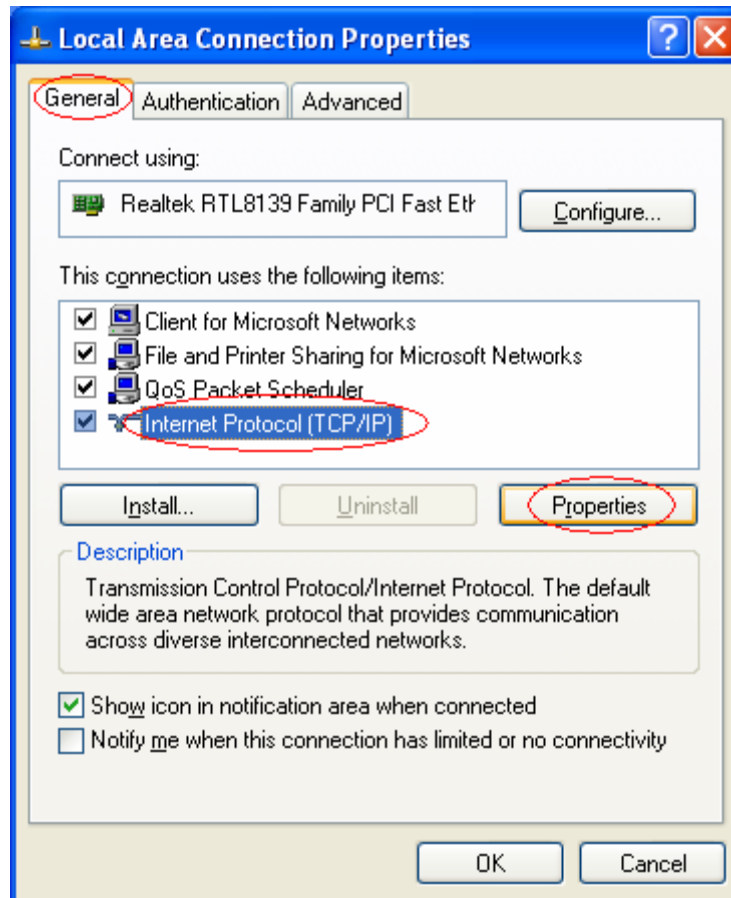 Local Area Connection Properties
General Authentication Advanced
Connect using:
Realtek RTL8139 Family PCI Fast Eth
Configure...
This connection uses the following items:
Client for Microsoft Networks
File and Printer Sharing for Microsoft Networks
QoS Packet Scheduler
Internet Protocol (TCP/IP)
Install... Uninstall Properties
Description
Transmission Control Protocol/Internet Protocol. The default
wide area network protocol that provides communication
across diverse interconnected networks.
Show icon in notification area when connected
Notify me when this connection has limited or no connectivity
OK Cancel